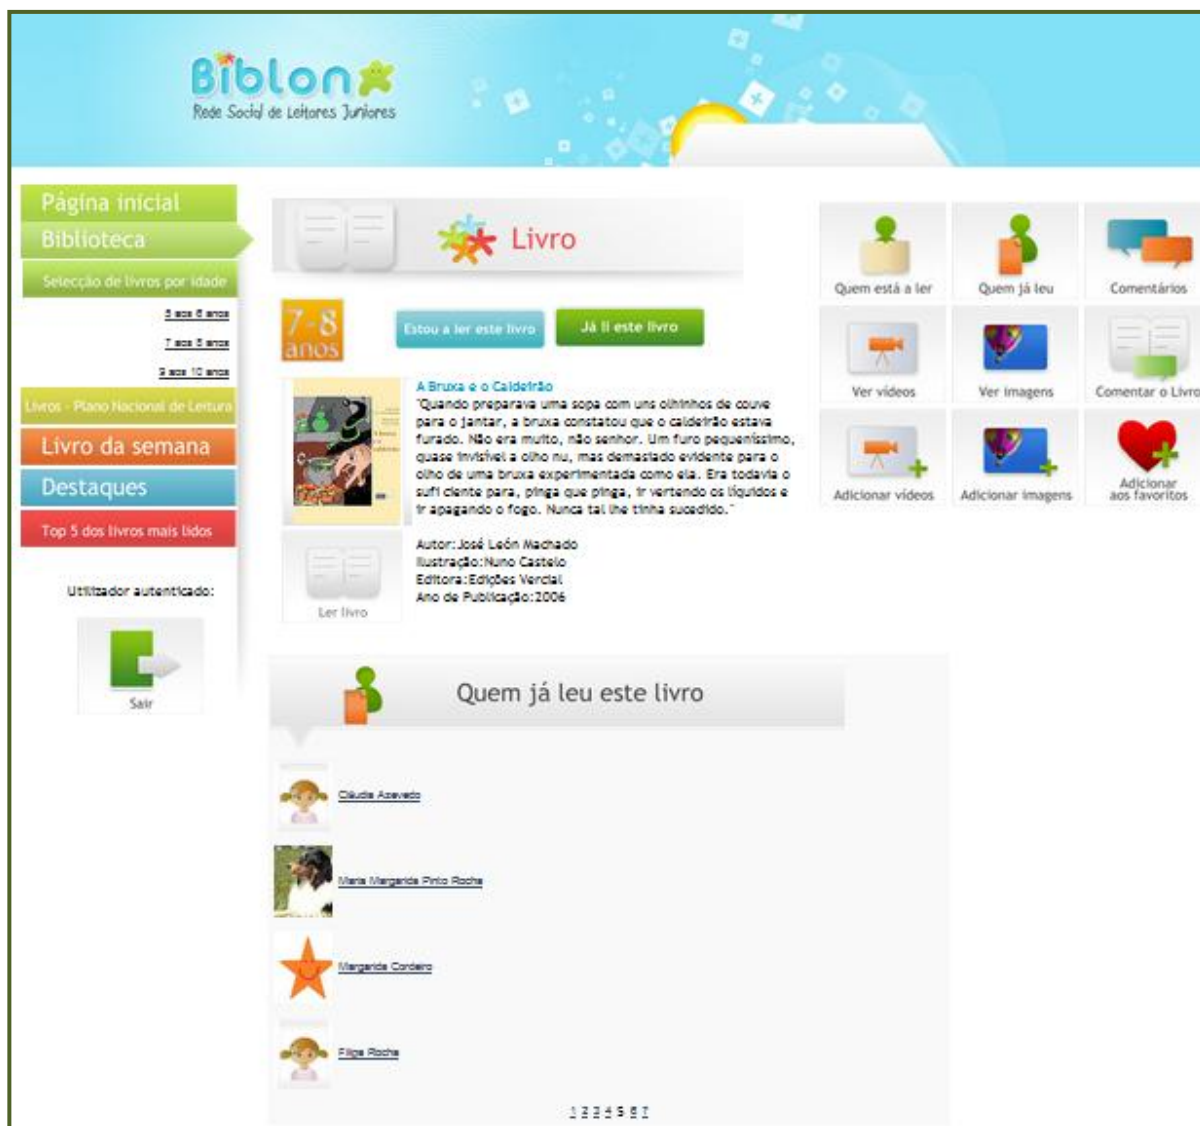 Biblon
Rede Social de Leitores Juniores
Página inicial
Biblioteca
Selecção de livros por idade
5 aos 6 anos
7 aos 8 anos
9 aos 10 anos
Livros - Plano Nacional de Leitura
Livro da semana
Destaques
Top 5 dos livros mais lidos
Utilizador autenticado:
Sair
Livro
7-8
anos
Estou a ler este livro
Já li este livro
A Bruxa e o Caldeirão
"Quando preparava uma sopa com uns olhinhos de couve
para o jantar, a bruxa constatou que o caldeirão estava
furado. Não era muito, não senhor. Um furo pequeníssimo,
quase invisível a olho nu, mas demasiado evidente para o
olho de uma bruxa experimentada como ela. Era todavia o
sufi ciente para, pinga que pinga, ir vertendo os líquidos e
ir apagando o fogo. Nunca tal lhe tinha sucedido."
Autor:José León Machado
Ilustração:Nuno Castelo
Editora:Edições Vercial
Ano de Publicação:2006
Ler livro
Quem está a ler
Quem já leu
Comentários
Ver vídeos
Ver imagens
Comentar o Livro
Adicionar vídeos
Adicionar imagens
Adicionar
aos favoritos
Quem já leu este livro
Cláudia Azevedo
Maria Margarida Pinto Rocha
Margarida Cordeiro
Filipa Rocha
1 2 3 4 5 6 7